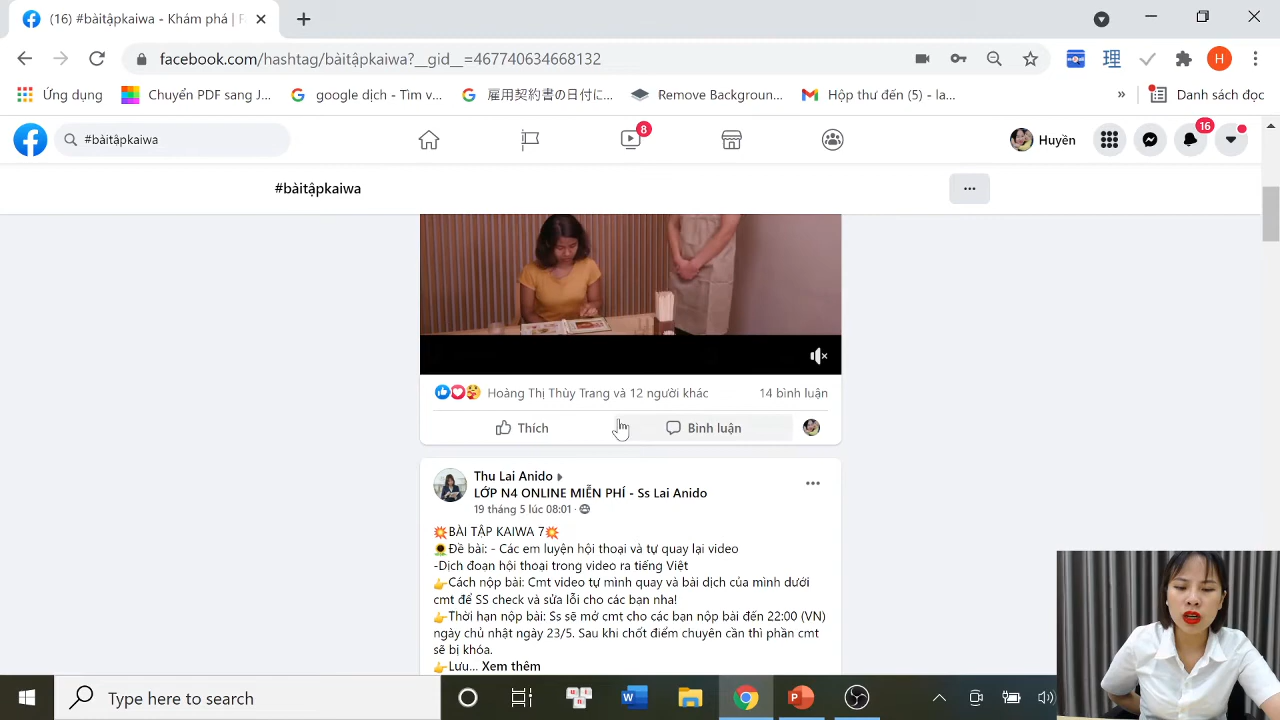 (16) #bàitậpkaiwa - Khám phá | F
facebook.com/hashtag/bàitậpkaiwa?__gid__=467740634668132
Ứng dụng
Chuyển PDF sang J...
google dịch - Tìm v...
雇用契約書の日付に...
Remove Backgroun...
Hộp thư đến (5) - la...
»
Danh sách đọc
理
H
#bàitậpkaiwa
8
Huyền
16
#bàitậpkaiwa
Hoàng Thị Thùy Trang và 12 người khác
14 bình luận
Thích
Bình luận
Thu Lai Anido
LỚP N4 ONLINE MIỄN PHÍ - Ss Lai Anido
19 tháng 5 lúc 08:01 ·
💥BÀI TẬP KAIWA 7💥
🌻Đề bài: - Các em luyện hội thoại và tự quay lại video
-Dịch đoạn hội thoại trong video ra tiếng Việt
👉Cách nộp bài: Cmt video tự mình quay và bài dịch của mình dưới
cmt để SS check và sửa lỗi cho các bạn nha!
👉Thời hạn nộp bài: Ss sẽ mở cmt cho các bạn nộp bài đến 22:00 (VN)
ngày chủ nhật ngày 23/5. Sau khi chốt điểm chuyên cần thì phần cmt
sẽ bị khóa.
👉Lưu... Xem thêm
Type here to search